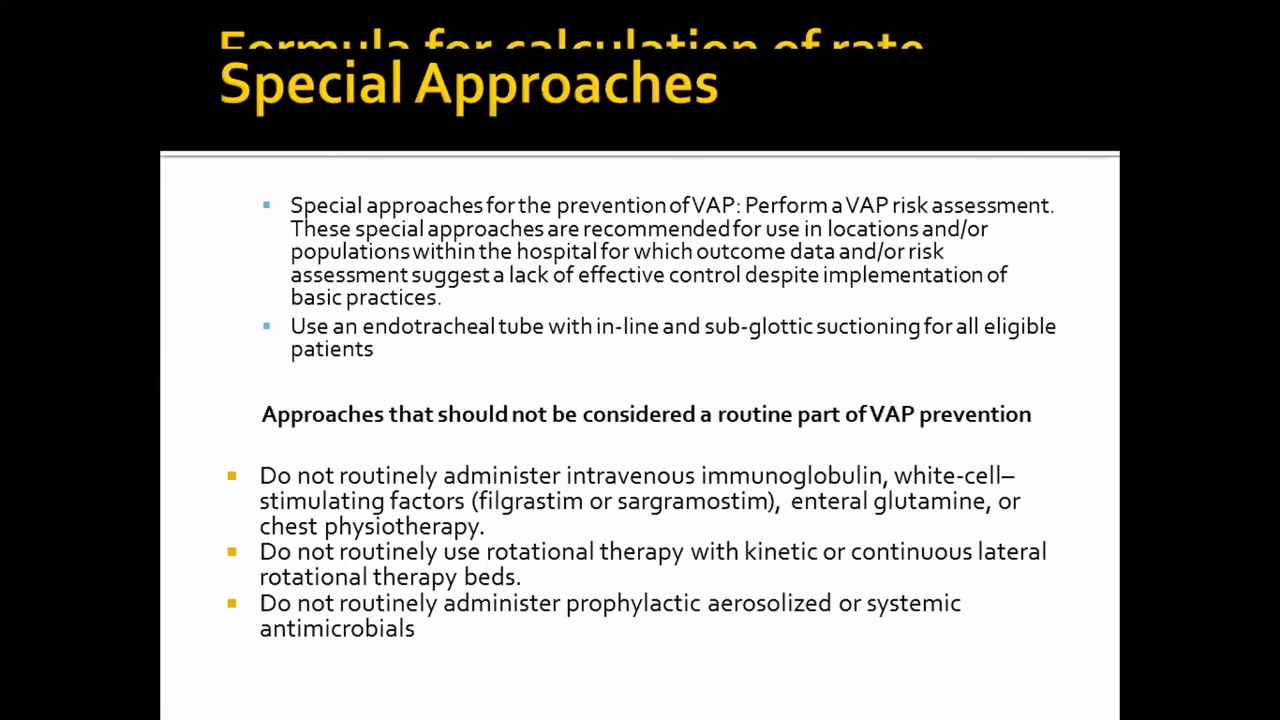 Formula for calculation of rate
Special Approaches
Special approaches for the prevention of VAP: Perform a VAP risk assessment.
These special approaches are recommended for use in locations and/or
populations within the hospital for which outcome data and/or risk
assessment suggest a lack of effective control despite implementation of
basic practices.
Use an endotracheal tube with in-line and sub-glottic suctioning for all eligible
patients
Approaches that should not be considered a routine part of VAP prevention
Do not routinely administer intravenous immunoglobulin, white-cell–
stimulating factors (filgrastim or sargramostim), enteral glutamine, or
chest physiotherapy.
Do not routinely use rotational therapy with kinetic or continuous lateral
rotational therapy beds.
Do not routinely administer prophylactic aerosolized or systemic
antimicrobials